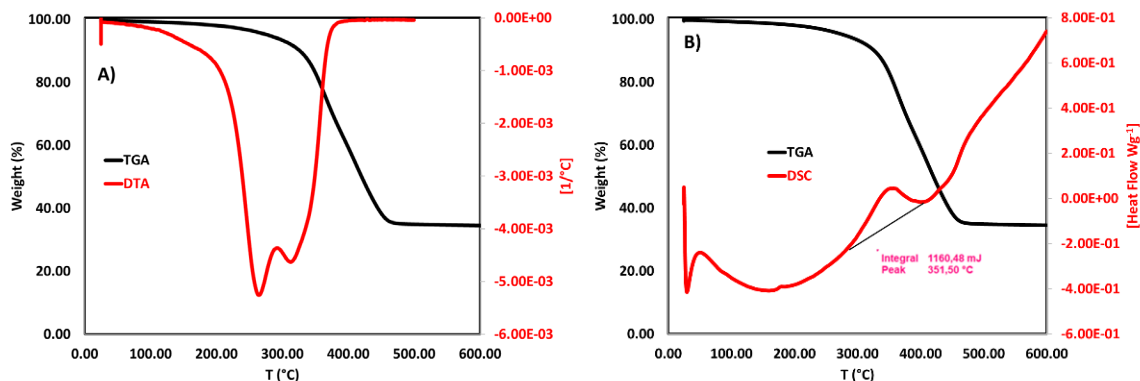 A)
100.00
80.00
60.00
40.00
20.00
0.00
Weight (%)
TGA
DTA
0.00 100.00 200.00 300.00 400.00 500.00 600.00
T (°C)
0.00E+00
-1.00E-03
-2.00E-03
-3.00E-03
-4.00E-03
-5.00E-03
-6.00E-03
[1/°C]
B)
100.00
80.00
60.00
40.00
20.00
0.00
Weight (%)
TGA
DSC
* Integral 1160,48 mJ
Peak 351,50 °C
0.00 100.00 200.00 300.00 400.00 500.00 600.00
T (°C)
8.00E-01
6.00E-01
4.00E-01
2.00E-01
0.00E+00
-2.00E-01
-4.00E-01
-6.00E-01
[Heat Flow Wg-1]